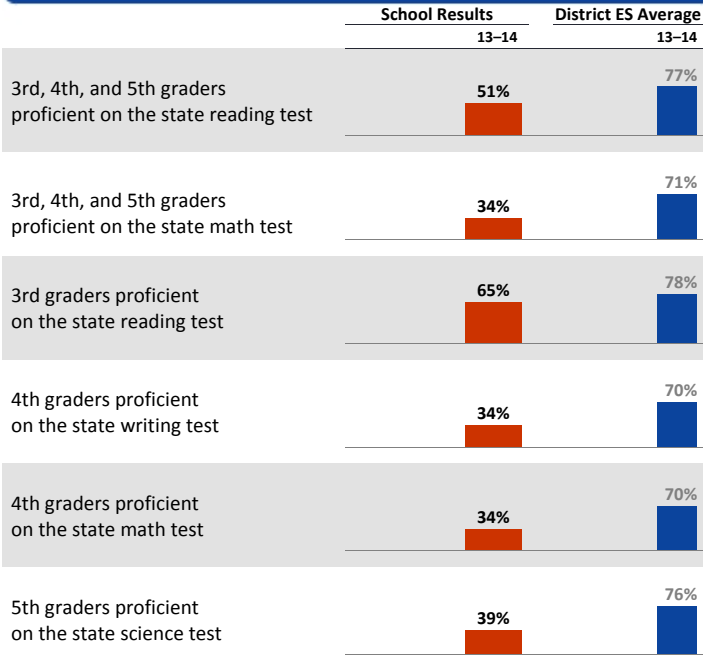 School Results District ES Average
13–14 13–14
3rd, 4th, and 5th graders
proficient on the state reading test
51% 77%
3rd, 4th, and 5th graders
proficient on the state math test
34% 71%
3rd graders proficient
on the state reading test
65% 78%
4th graders proficient
on the state writing test
34% 70%
4th graders proficient
on the state math test
34% 70%
5th graders proficient
on the state science test
39% 76%